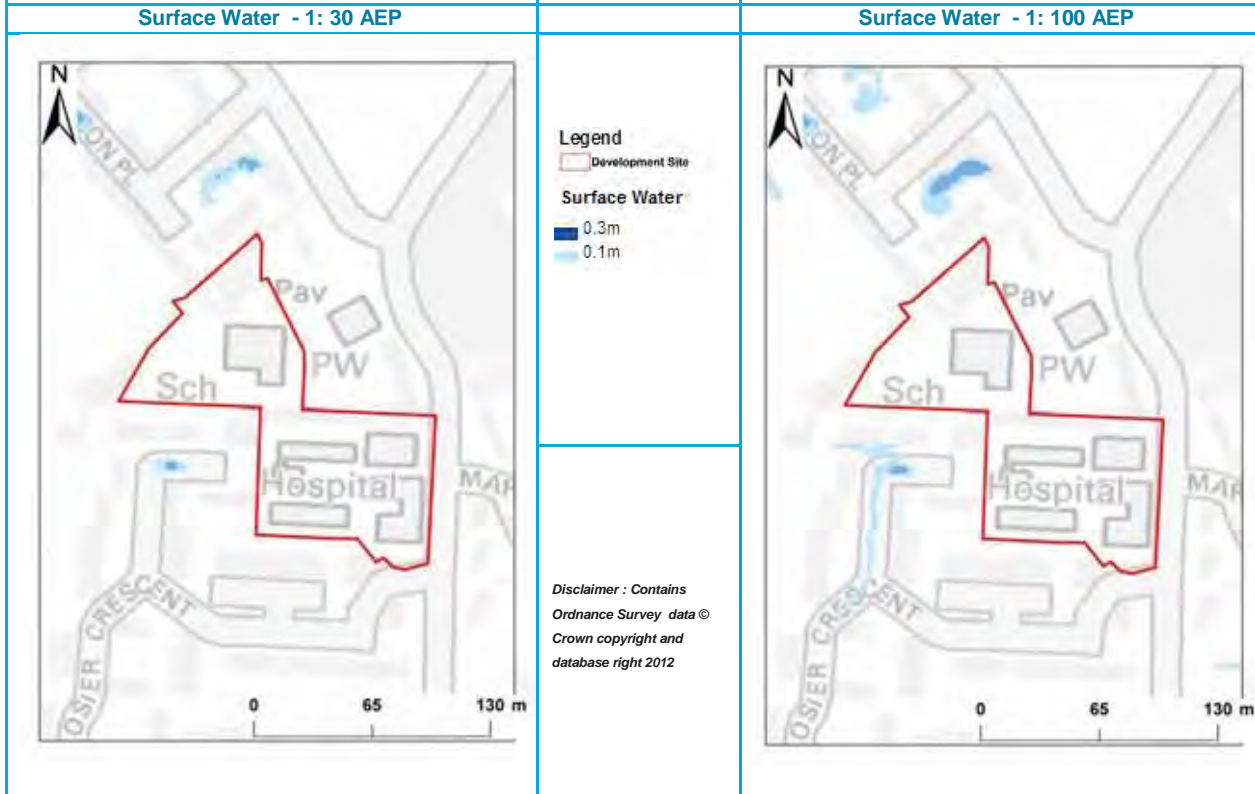 Surface Water - 1: 30 AEP
N
ON PL
Pav
PW
Sch
Hospital
MAR
OSIER CRESCENT
0 65 130 m
Legend
Development Site
Surface Water
0.3m
0.1m
Disclaimer : Contains
Ordnance Survey data ©
Crown copyright and
database right 2012
Surface Water - 1: 100 AEP
N
ON PL
Pav
PW
Sch
Hospital
MAR
OSIER CRESCENT
0 65 130 m